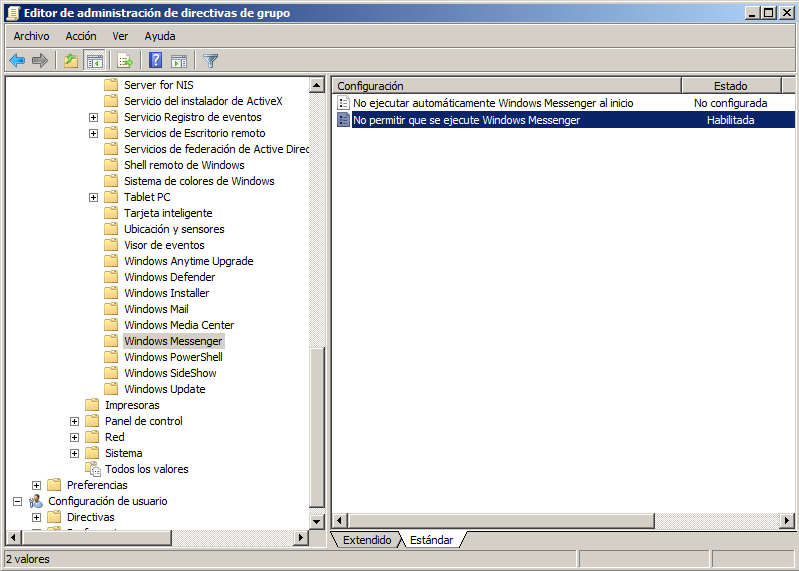 Editor de administración de directivas de grupo
Archivo Acción Ver Ayuda
Server for NIS
Servicio del instalador de ActiveX
Servicio Registro de eventos
Servicios de Escritorio remoto
Servicios de federación de Active Direc
Shell remoto de Windows
Sistema de colores de Windows
Tablet PC
Tarjeta inteligente
Ubicación y sensores
Visor de eventos
Windows Anytime Upgrade
Windows Defender
Windows Installer
Windows Mail
Windows Media Center
Windows Messenger
Windows PowerShell
Windows SideShow
Windows Update
Impresoras
Panel de control
Red
Sistema
Todos los valores
Preferencias
Configuración de usuario
Directivas
Configuración Estado
No ejecutar automáticamente Windows Messenger al inicio No configurada
No permitir que se ejecute Windows Messenger Habilitada
Extendido Estándar
2 valores